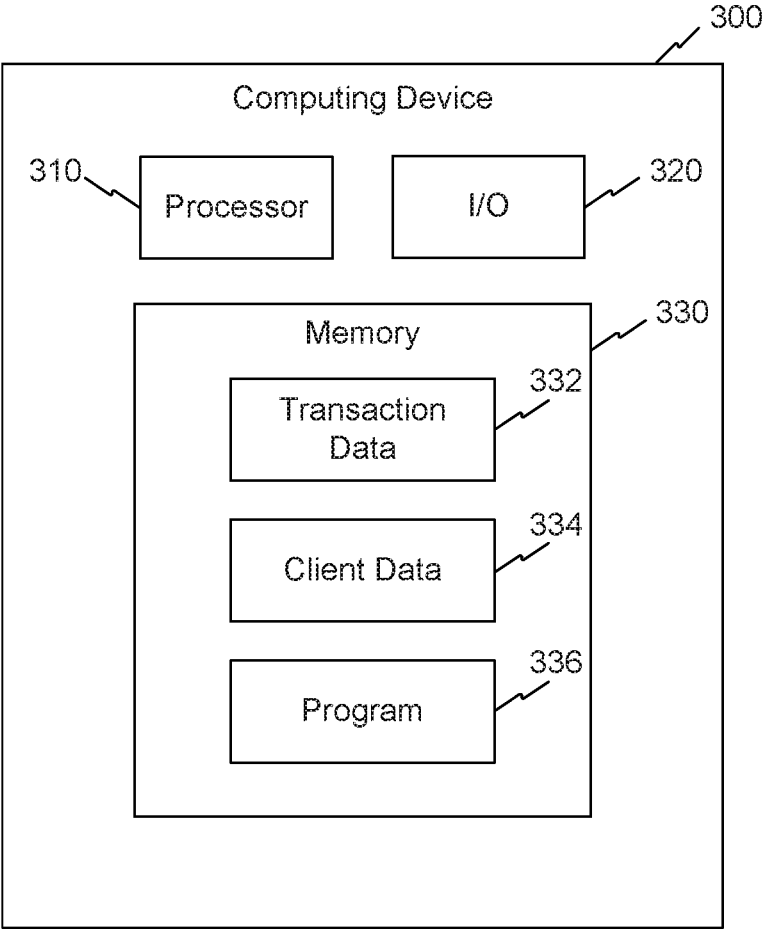 300
Computing Device
310
Processor
I/O
320
330
Memory
332
Transaction
Data
334
Client Data
336
Program